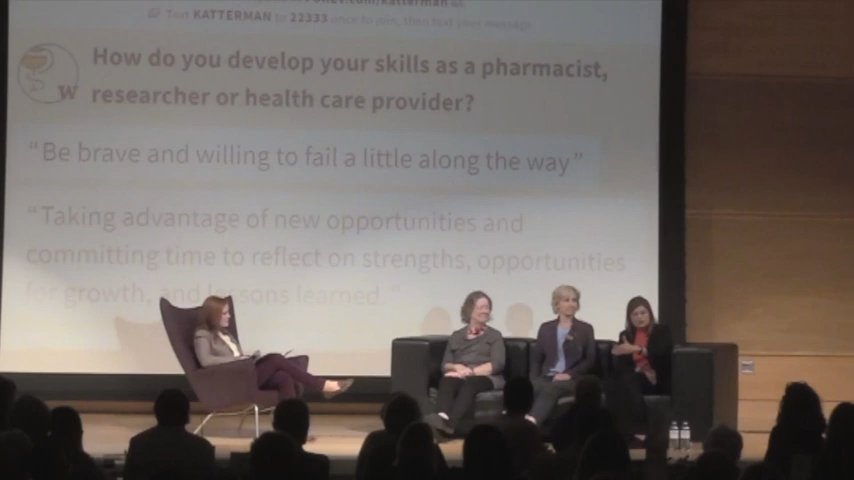 Text KATTERMAN to 22333 once to join, then text your message
W
How do you develop your skills as a pharmacist,
researcher or health care provider?
“Be brave and willing to fail a little along the way”
“Taking advantage of new opportunities and
committing time to reflect on strengths, opportunities
for growth, and lessons learned.”